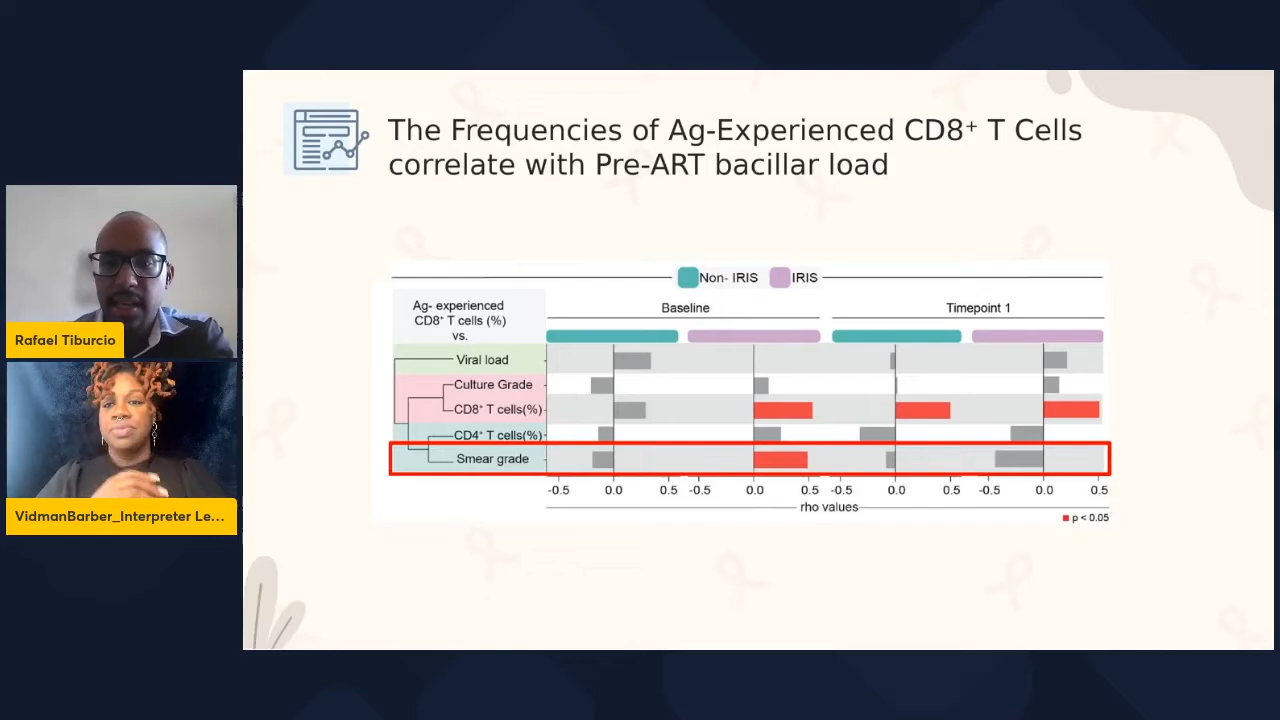 The Frequencies of Ag-Experienced CD8⁺ T Cells
correlate with Pre-ART bacillar load
Non- IRIS IRIS
Ag- experienced
CD8⁺ T cells (%)
vs.
Baseline
Timepoint 1
Viral load
Culture Grade
CD8⁺ T cells(%)
CD4⁺ T cells(%)
Smear grade
-0.5 0.0 0.5 -0.5 0.0 0.5 -0.5 0.0 0.5 -0.5 0.0 0.5
rho values
p < 0.05
Rafael Tiburcio
VidmanBarber_Interpreter Le...